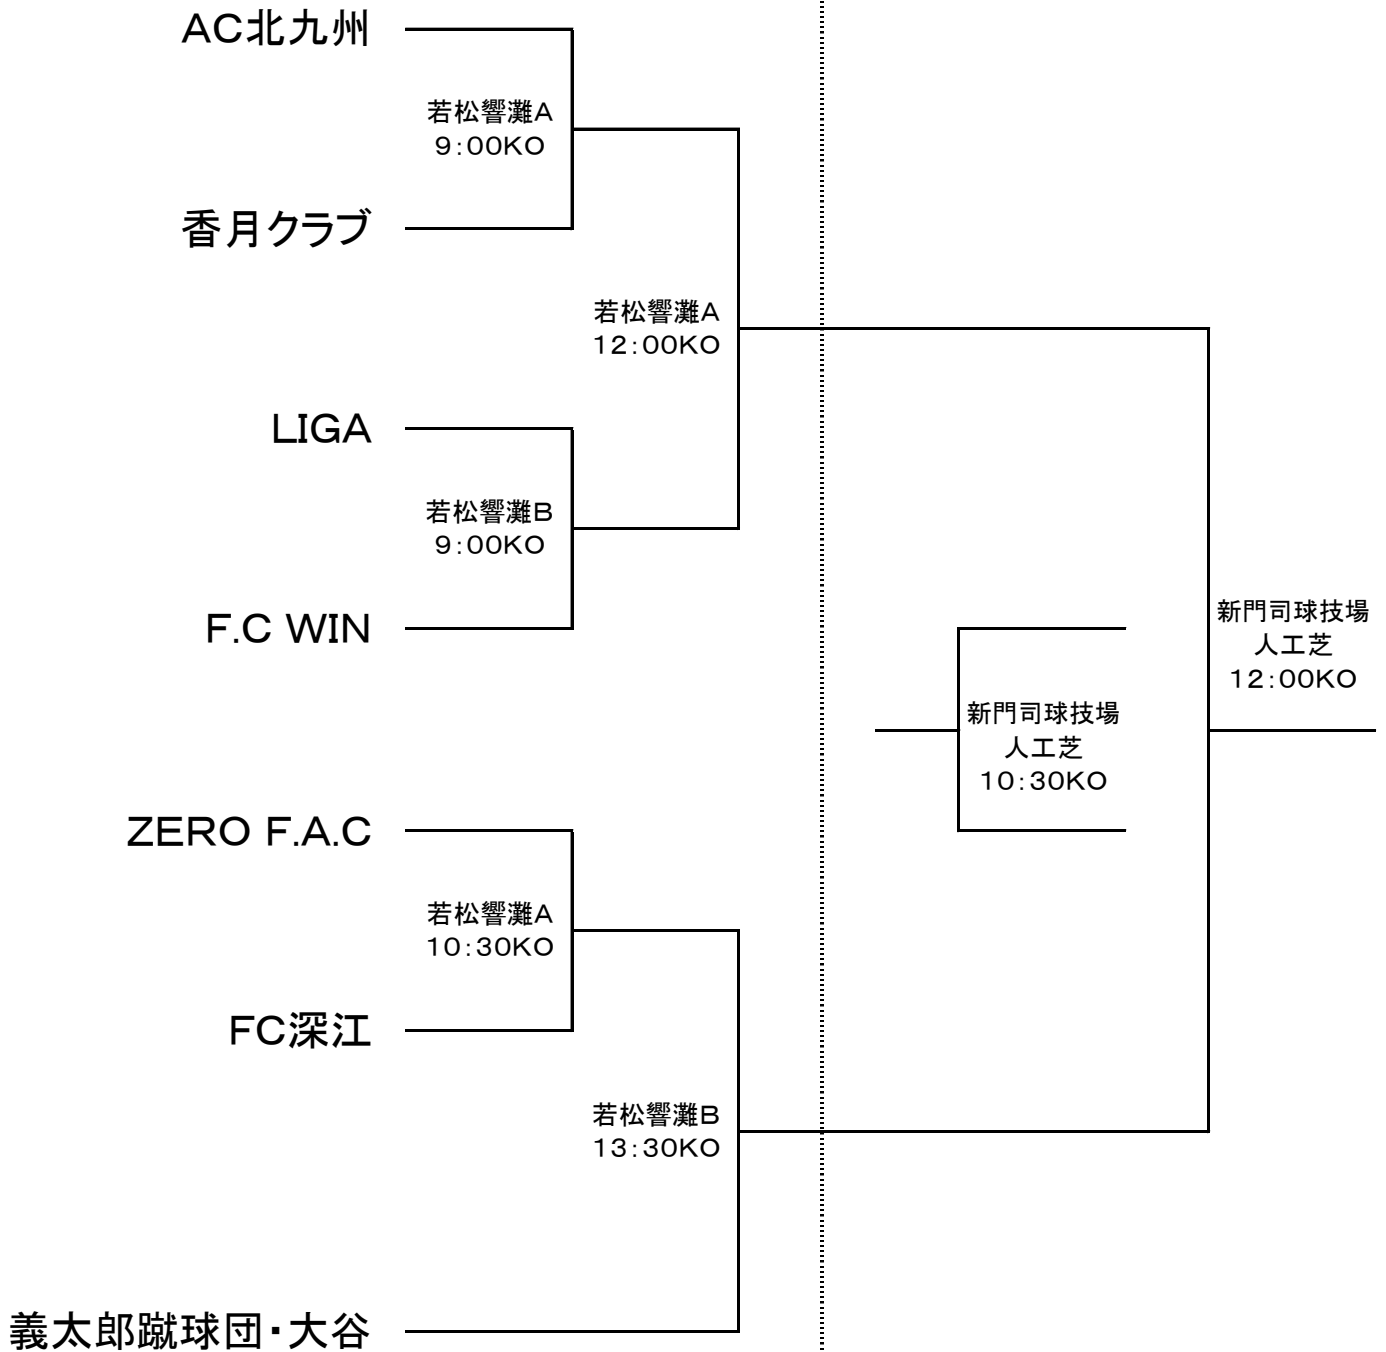 AC北九州
若松響灘A
9:00KO
香月クラブ
若松響灘A
12:00KO
LIGA
若松響灘B
9:00KO
F.C WIN
新門司球技場
人工芝
12:00KO
新門司球技場
人工芝
10:30KO
ZERO F.A.C
若松響灘A
10:30KO
FC深江
若松響灘B
13:30KO
義太郎蹴球団・大谷